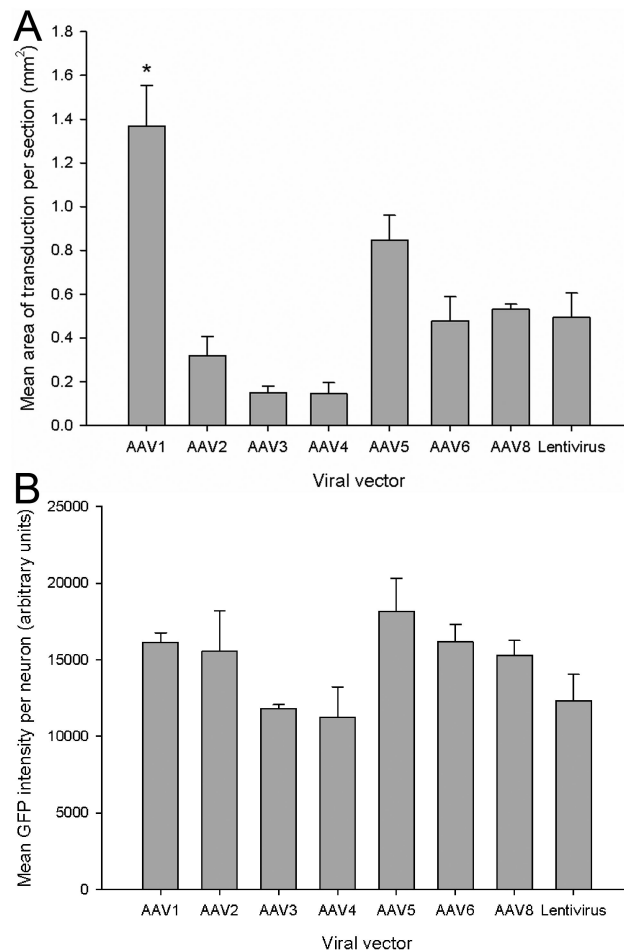 A
Mean area of transduction per section (mm²)
1.8
1.6
1.4
1.2
1.0
0.8
0.6
0.4
0.2
0.0
*
AAV1 AAV2 AAV3 AAV4 AAV5 AAV6 AAV8 Lentivirus
Viral vector
B
Mean GFP intensity per neuron (arbitrary units)
25000
20000
15000
10000
5000
0
AAV1 AAV2 AAV3 AAV4 AAV5 AAV6 AAV8 Lentivirus
Viral vector